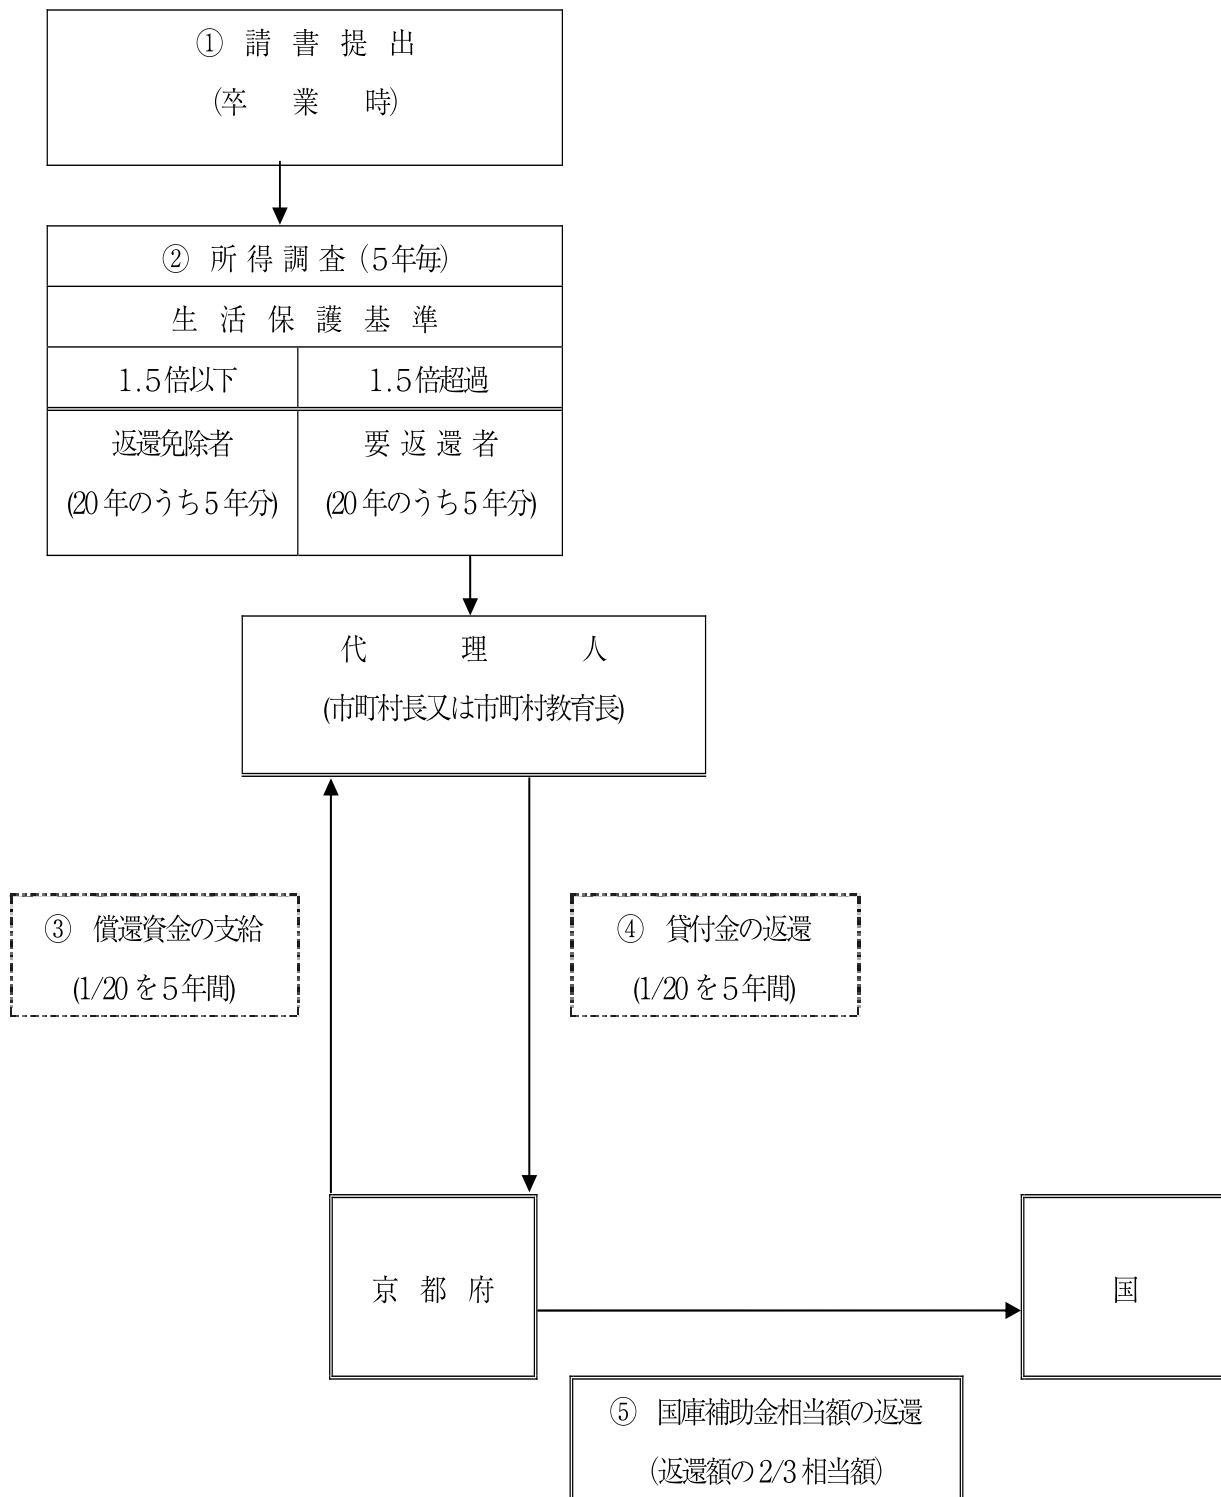 ① 請書提出
(卒業時)
② 所得調査(5年毎)
生活保護基準
1.5倍以下
1.5倍超過
返還免除者
(20年のうち5年分)
要返還者
(20年のうち5年分)
代理人
(市町村長又は市町村教育長)
③ 償還資金の支給
(1/20を5年間)
④ 貸付金の返還
(1/20を5年間)
京都府
国
⑤ 国庫補助金相当額の返還
(返還額の2/3相当額)